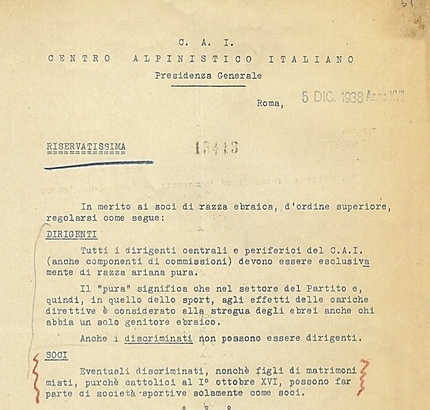 C. A. I.
CENTRO ALPINISTICO ITALIANO
Presidenza Generale
Roma, 5 DIC. 1938 Anno XVII
RISERVATISSIMA
In merito ai soci di razza ebraica, d'ordine superiore,
regolarsi come segue:
DIRIGENTI
Tutti i dirigenti centrali e periferici del C.A.I.
(anche componenti di commissioni) devono essere esclusiva
mente di razza ariana pura.
Il "pura" significa che nel settore del Partito e,
quindi, in quello dello sport, agli effetti delle cariche
direttive è considerato alla stregua degli ebrei anche chi
abbia un solo genitore ebraico.
Anche i discriminati non possono essere dirigenti.
SOCI
Eventuali discriminati, nonchè figli di matrimoni
misti, purchè cattolici al I° ottobre XVI, possono far
parte di società sportive solamente come soci.